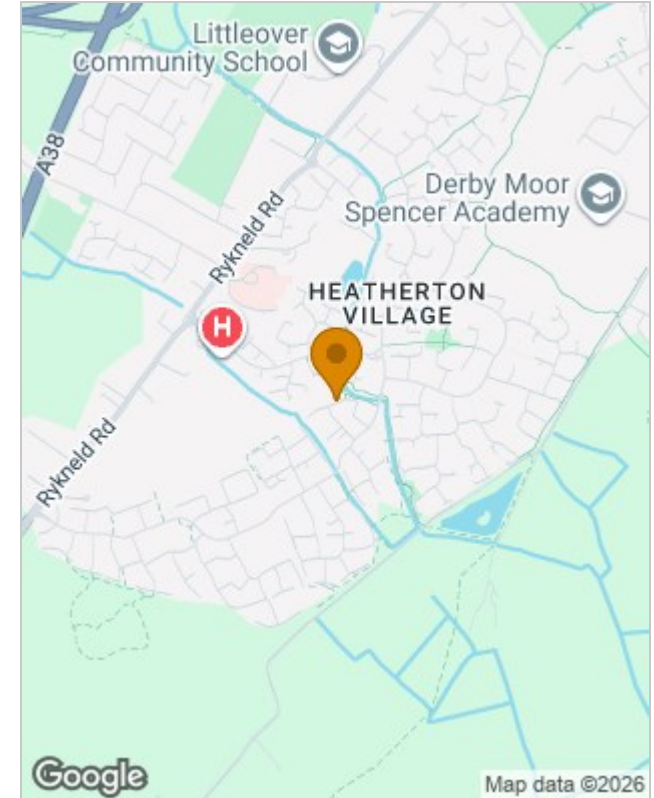 Littleover
Community School
A38
Derby Moor
Spencer Academy
Rykneld Rd
HEATHERTON
VILLAGE
H
Rykneld Rd
Google
Map data ©2026